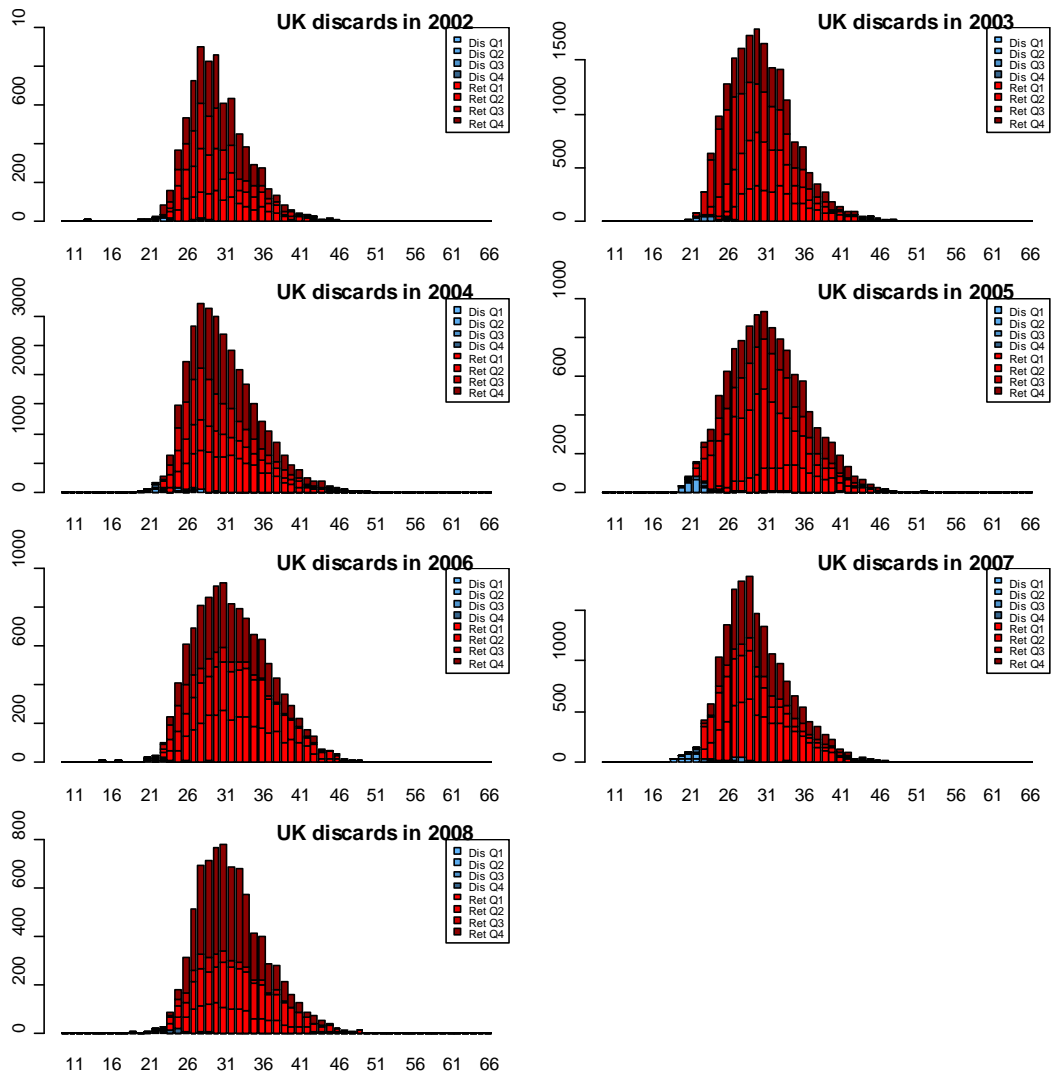 UK discards in 2002
10
600
200
0
Dis Q1
Dis Q2
Dis Q3
Dis Q4
Ret Q1
Ret Q2
Ret Q3
Ret Q4
11 16 21 26 31 36 41 46 51 56 61 66
UK discards in 2003
1500
1000
500
0
Dis Q1
Dis Q2
Dis Q3
Dis Q4
Ret Q1
Ret Q2
Ret Q3
Ret Q4
11 16 21 26 31 36 41 46 51 56 61 66
UK discards in 2004
3000
2000
1000
0
Dis Q1
Dis Q2
Dis Q3
Dis Q4
Ret Q1
Ret Q2
Ret Q3
Ret Q4
11 16 21 26 31 36 41 46 51 56 61 66
UK discards in 2005
1000
600
200
0
Dis Q1
Dis Q2
Dis Q3
Dis Q4
Ret Q1
Ret Q2
Ret Q3
Ret Q4
11 16 21 26 31 36 41 46 51 56 61 66
UK discards in 2006
1000
600
200
0
Dis Q1
Dis Q2
Dis Q3
Dis Q4
Ret Q1
Ret Q2
Ret Q3
Ret Q4
11 16 21 26 31 36 41 46 51 56 61 66
UK discards in 2007
1000
500
0
Dis Q1
Dis Q2
Dis Q3
Dis Q4
Ret Q1
Ret Q2
Ret Q3
Ret Q4
11 16 21 26 31 36 41 46 51 56 61 66
UK discards in 2008
800
600
400
200
0
Dis Q1
Dis Q2
Dis Q3
Dis Q4
Ret Q1
Ret Q2
Ret Q3
Ret Q4
11 16 21 26 31 36 41 46 51 56 61 66